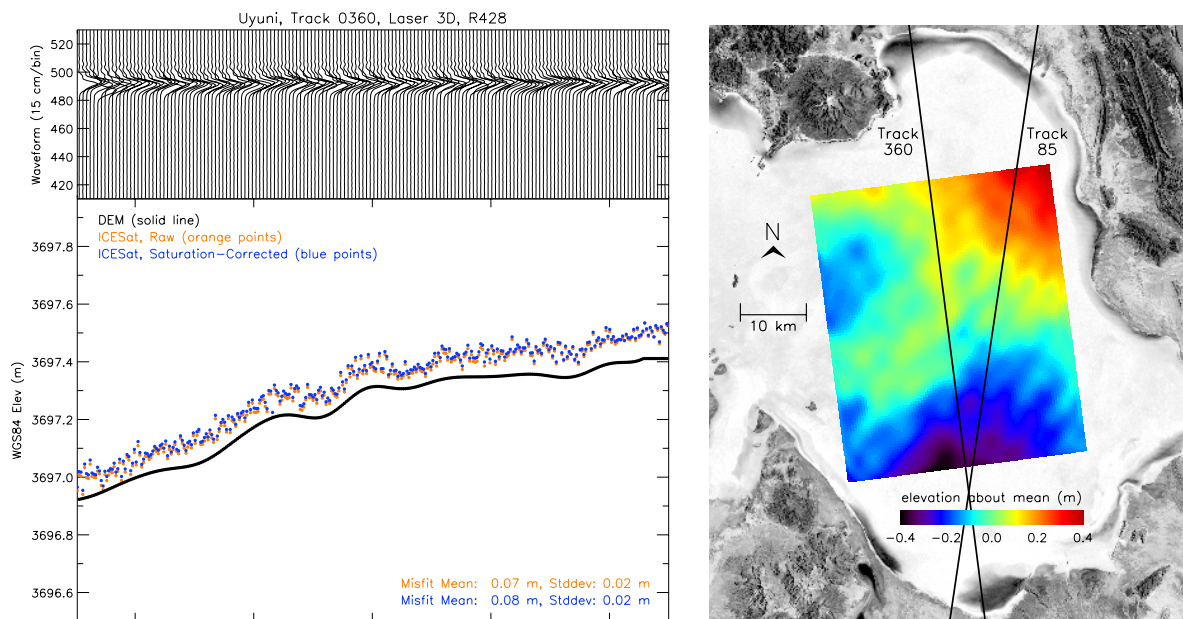 Uyuni, Track 0360, Laser 3D, R428
Waveform (15 cm/bin)
520
500
480
460
440
420
DEM (solid line)
ICESat, Raw (orange points)
ICESat, Saturation-Corrected (blue points)
WGS84 Elev (m)
3697.8
3697.6
3697.4
3697.2
3697.0
3696.8
3696.6
Misfit Mean: 0.07 m, Stddev: 0.02 m
Misfit Mean: 0.08 m, Stddev: 0.02 m
Track
360
Track
85
N
10 km
elevation about mean (m)
-0.4 -0.2 0.0 0.2 0.4